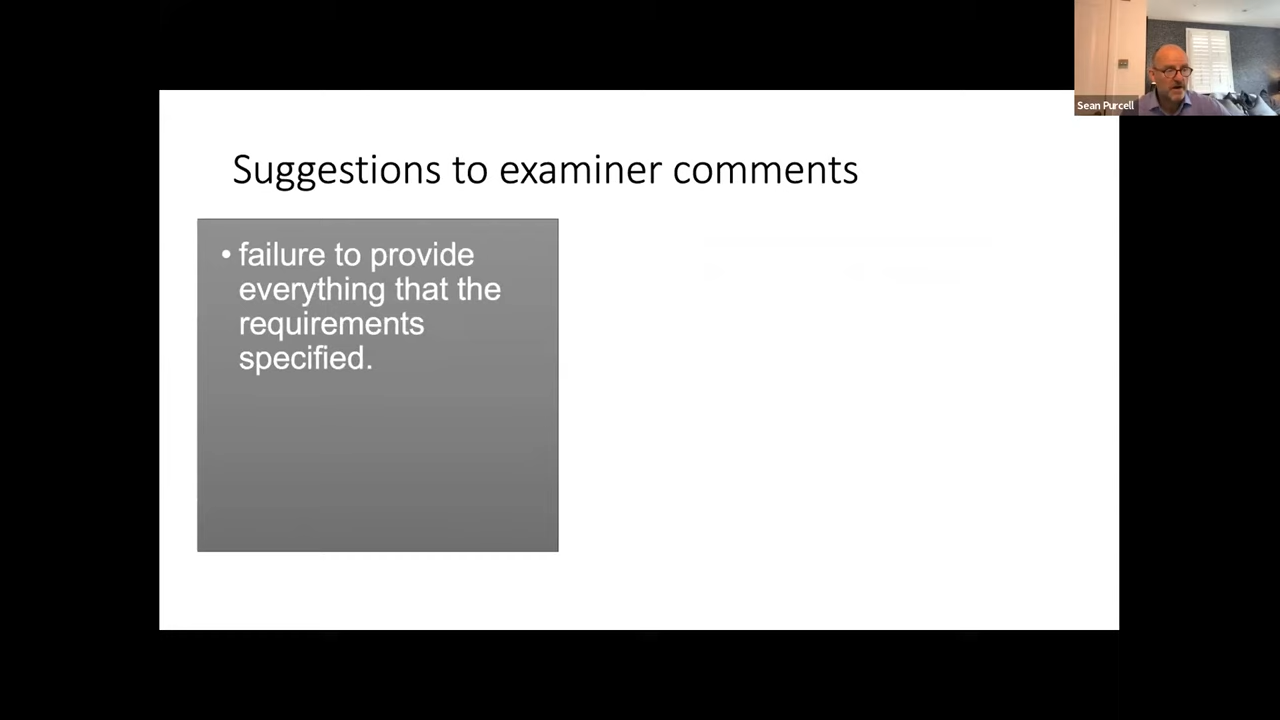 Sean Purcell
Suggestions to examiner comments
• failure to provide
everything that the
requirements
specified.